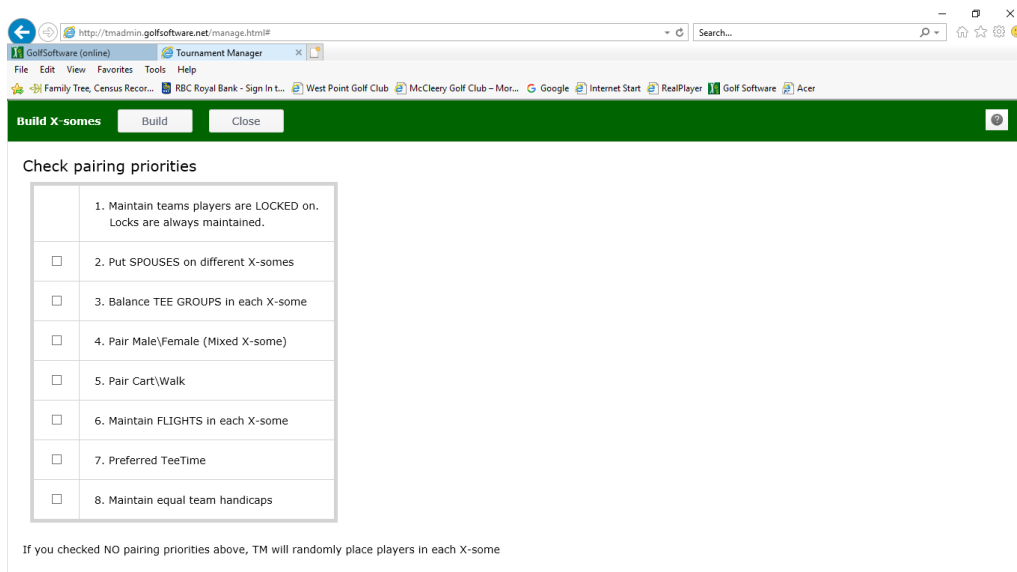 http://tmadmin.golfsoftware.net/manage.html#
Search...
GolfSoftware (online)
Tournament Manager
File Edit View Favorites Tools Help
Family Tree, Census Recor... RBC Royal Bank - Sign In t... West Point Golf Club McCleery Golf Club – Mor... Google Internet Start RealPlayer Golf Software Acer
Build X-somes Build Close
Check pairing priorities
1. Maintain teams players are LOCKED on.
Locks are always maintained.
2. Put SPOUSES on different X-somes
3. Balance TEE GROUPS in each X-some
4. Pair Male\Female (Mixed X-some)
5. Pair Cart\Walk
6. Maintain FLIGHTS in each X-some
7. Preferred TeeTime
8. Maintain equal team handicaps
If you checked NO pairing priorities above, TM will randomly place players in each X-some